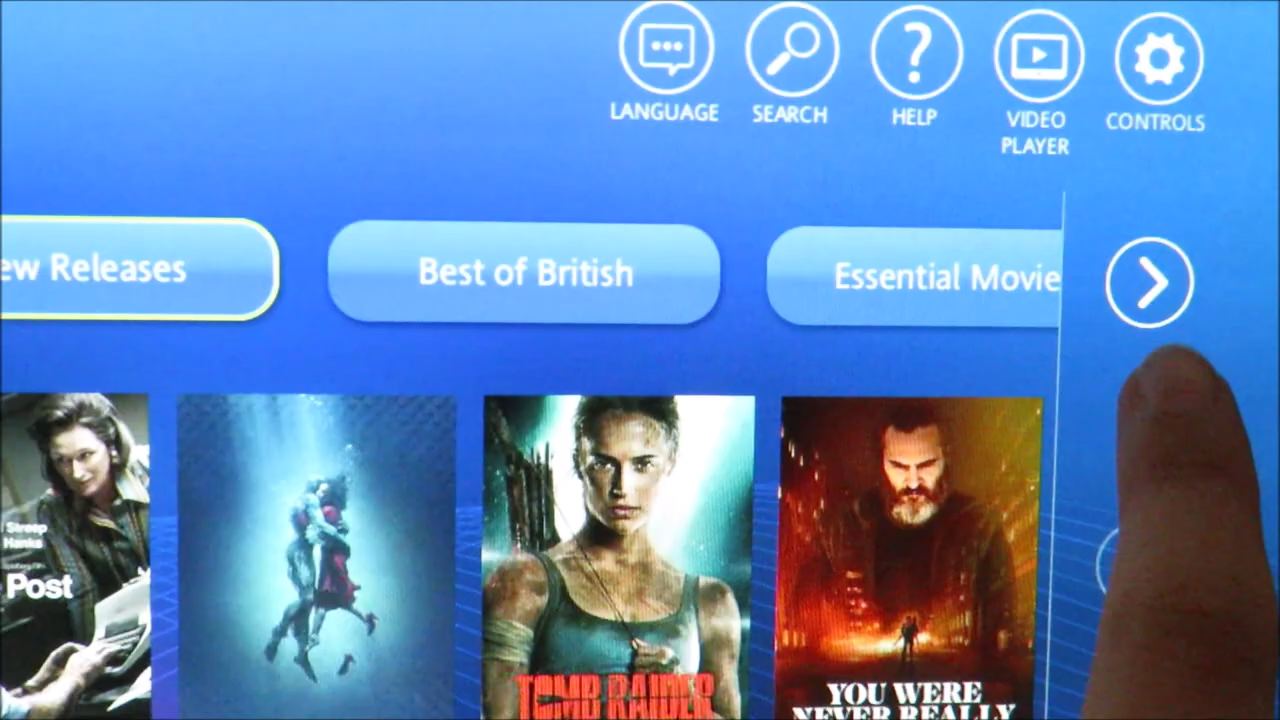 LANGUAGE
SEARCH
HELP
VIDEO
PLAYER
CONTROLS
ew Releases
Best of British
Essential Movie
Streep
Hanks
Post
TOMB RAIDER
YOU WERE
NEVER REALLY